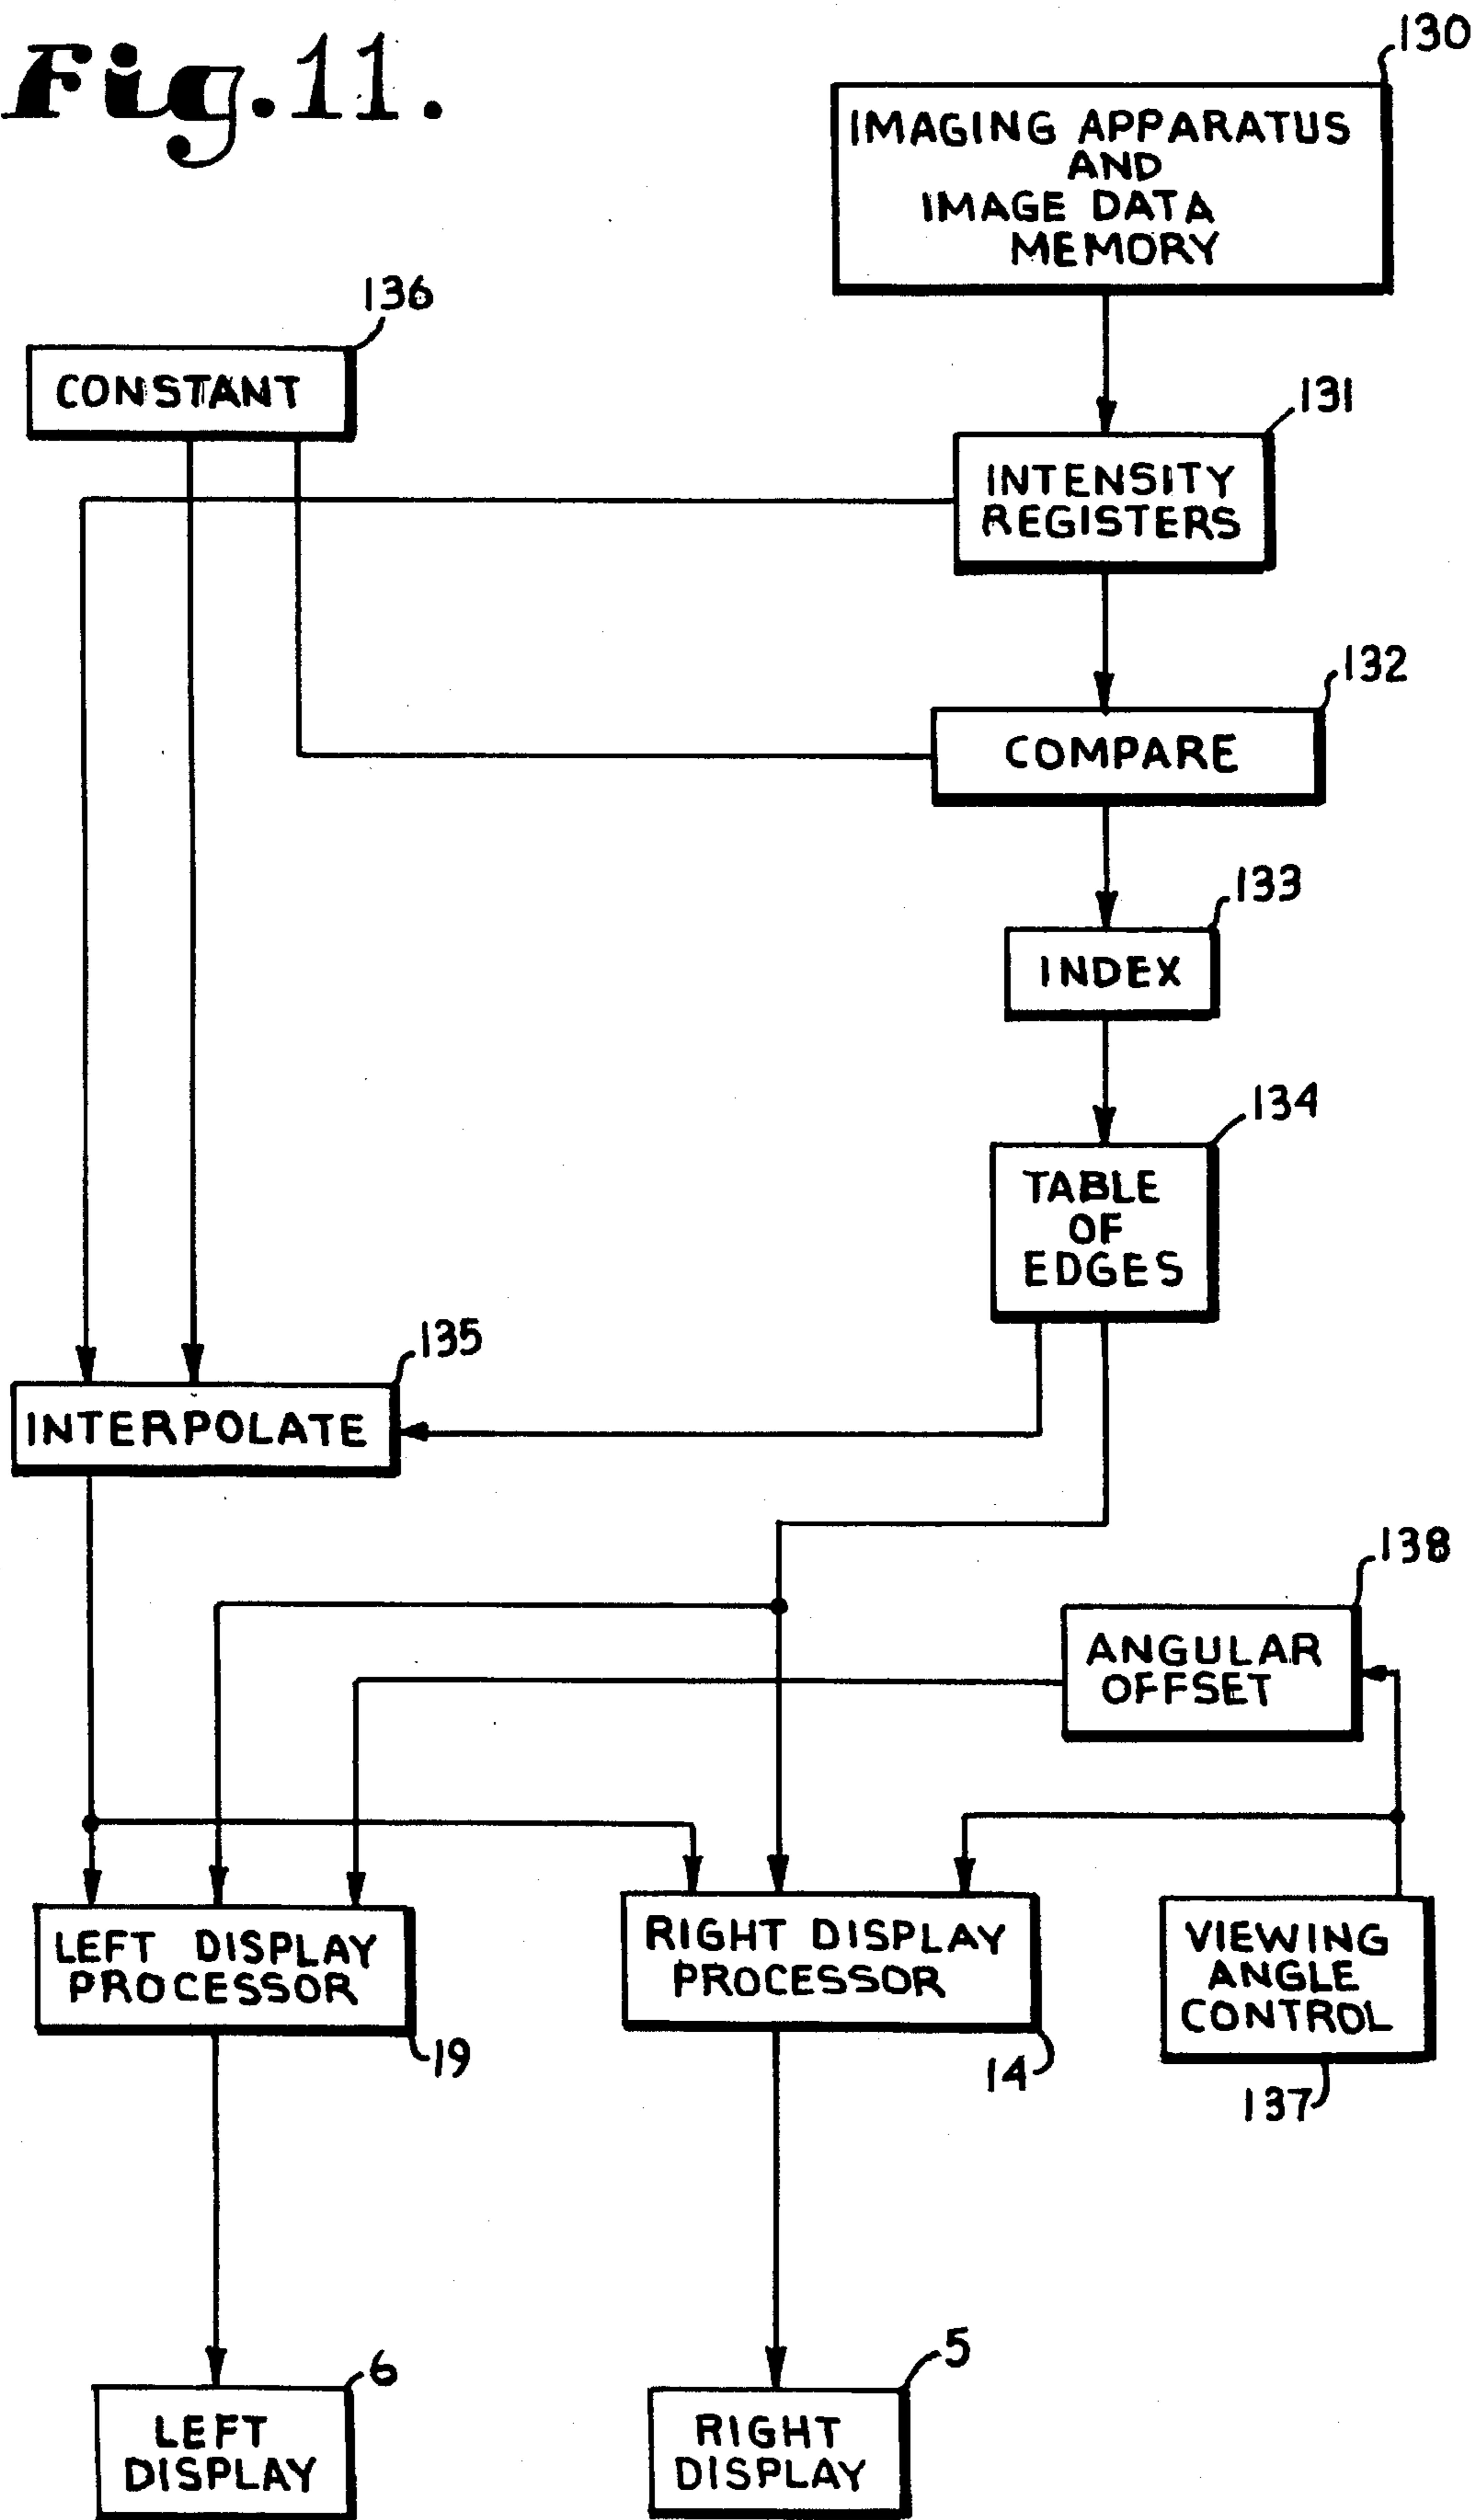 Fig.11.
130
IMAGING APPARATUS
AND
IMAGE DATA
MEMORY
136
CONSTANT
131
INTENSITY
REGISTERS
132
COMPARE
133
INDEX
134
TABLE
OF
EDGES
135
INTERPOLATE
138
ANGULAR
OFFSET
LEFT DISPLAY
PROCESSOR
19
RIGHT DISPLAY
PROCESSOR
14
VIEWING
ANGLE
CONTROL
137
6
LEFT
DISPLAY
5
RIGHT
DISPLAY